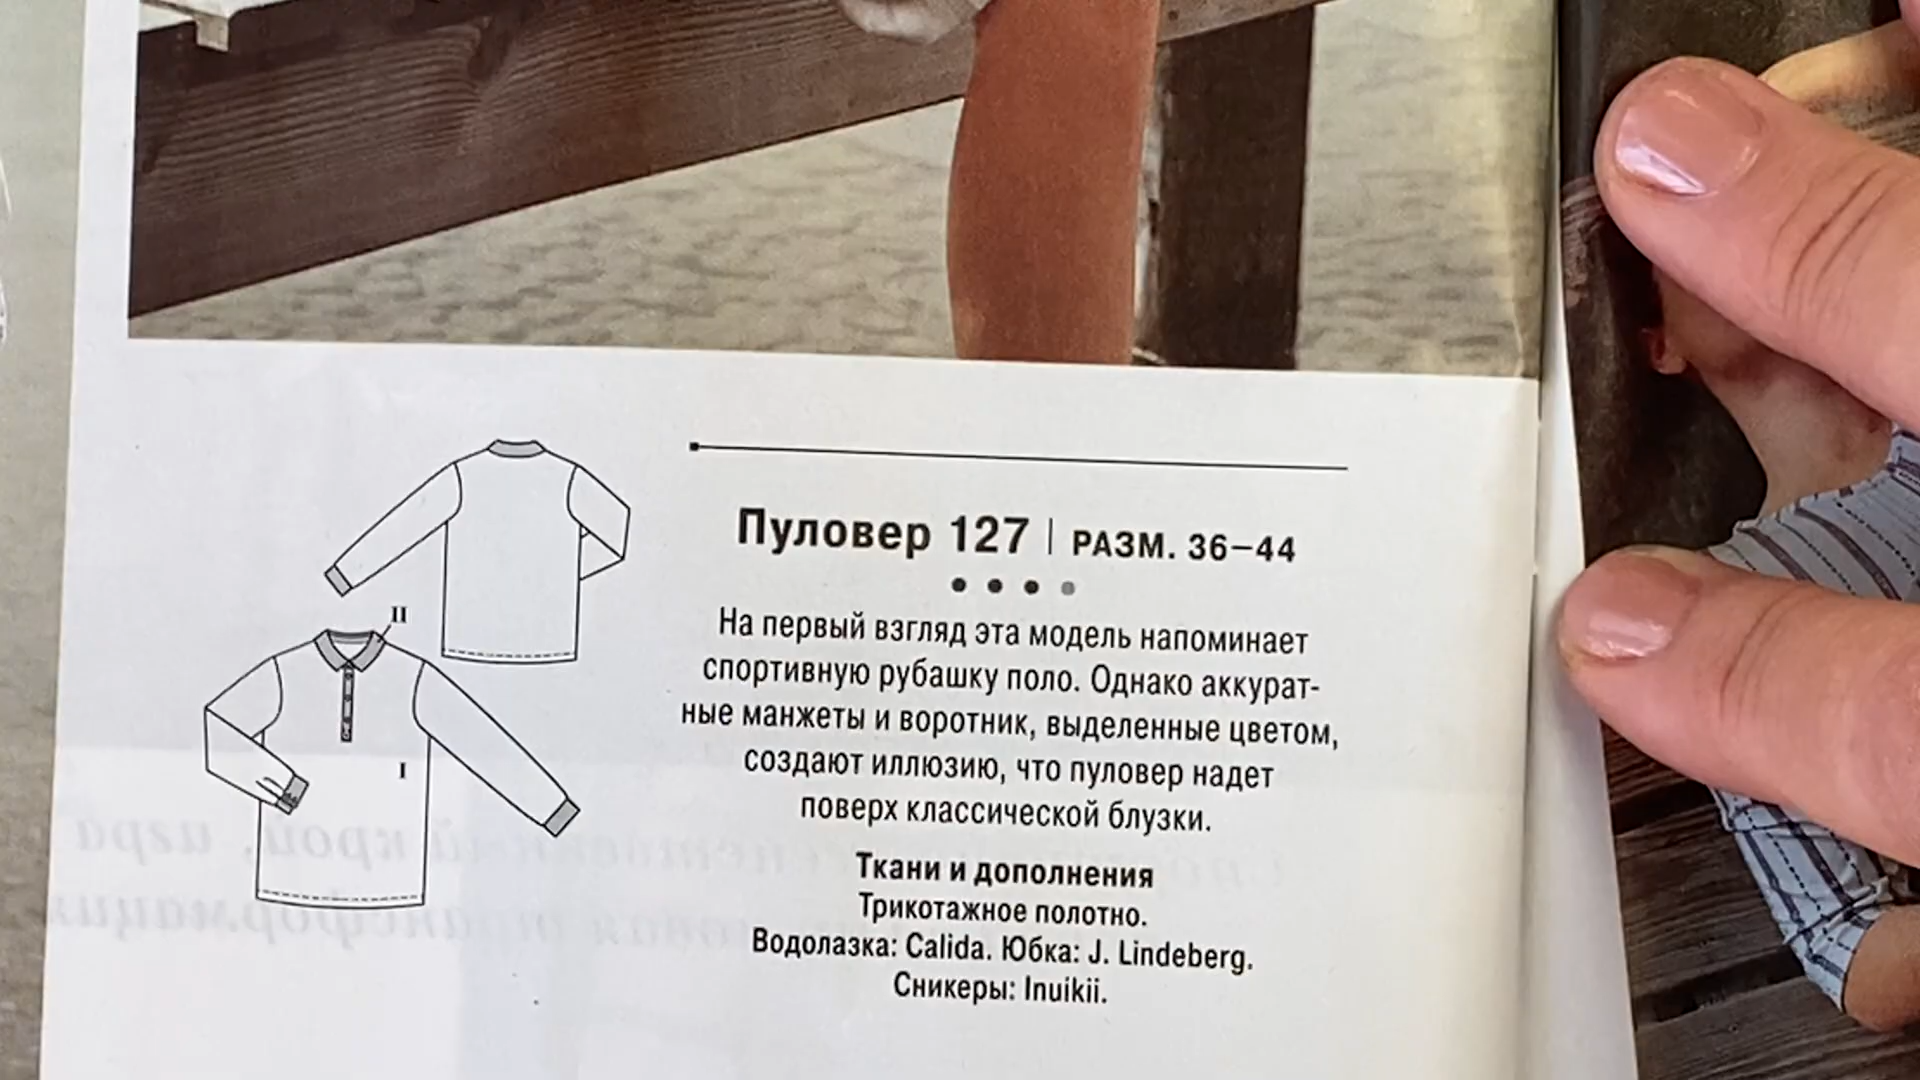 Пуловер 127 | РАЗМ. 36–44
На первый взгляд эта модель напоминает
спортивную рубашку поло. Однако аккурат-
ные манжеты и воротник, выделенные цветом,
создают иллюзию, что пуловер надет
поверх классической блузки.
Ткани и дополнения
Трикотажное полотно.
Водолазка: Calida. Юбка: J. Lindeberg.
Сникеры: Inuikii.
II
I